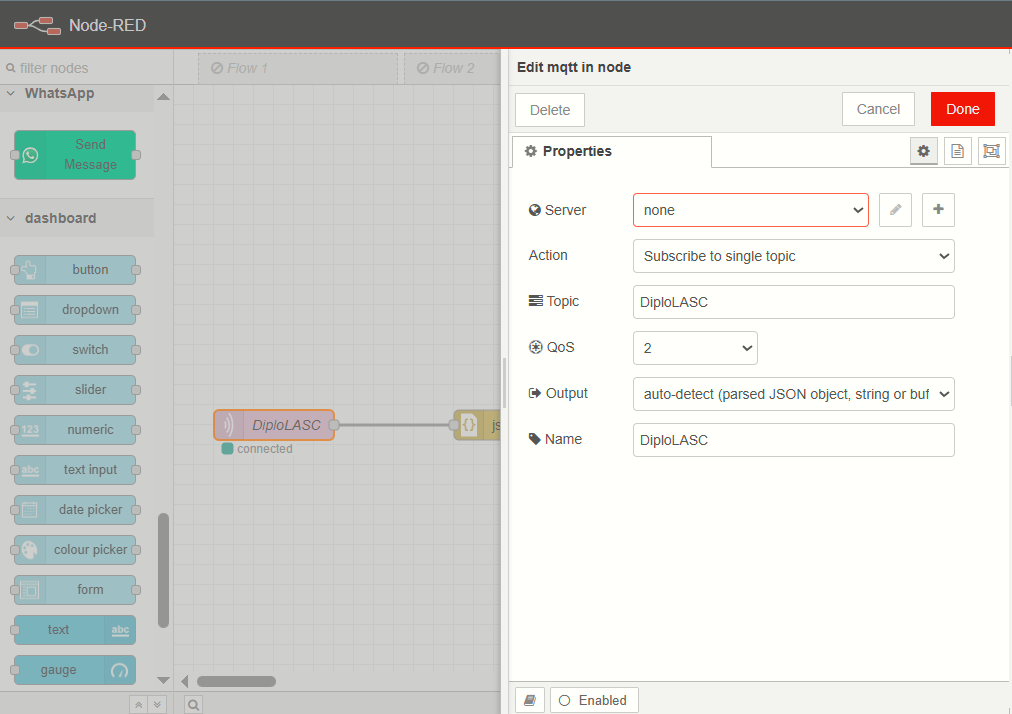 Node-RED
filter nodes
Flow 1
Flow 2
Edit mqtt in node
WhatsApp
Delete
Cancel
Done
Send
Message
Properties
dashboard
Server
none
Action
Subscribe to single topic
button
Topic
DiploLASC
dropdown
QoS
2
switch
Output
auto-detect (parsed JSON object, string or buf
slider
DiploLASC
js
123
numeric
Name
DiploLASC
connected
abc
text input
date picker
colour picker
form
text
abc
gauge
Enabled